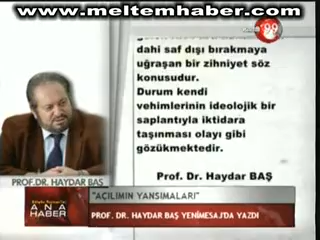 www.meltemhaber.com
dahi saf dışı bırakmaya
uğraşan bir zihniyet söz
konusudur.
Durum kendi
vehimlerinin ideolojik bir
saplantıyla iktidara
taşınması olayı gibi
gözükmektedir.
Prof. Dr. Haydar BAŞ
PROF. DR. HAYDAR BAŞ
ANA
HABER
"AÇILIMIN YANSIMALARI"
PROF. DR. HAYDAR BAŞ YENİMESAJ'DA YAZDI